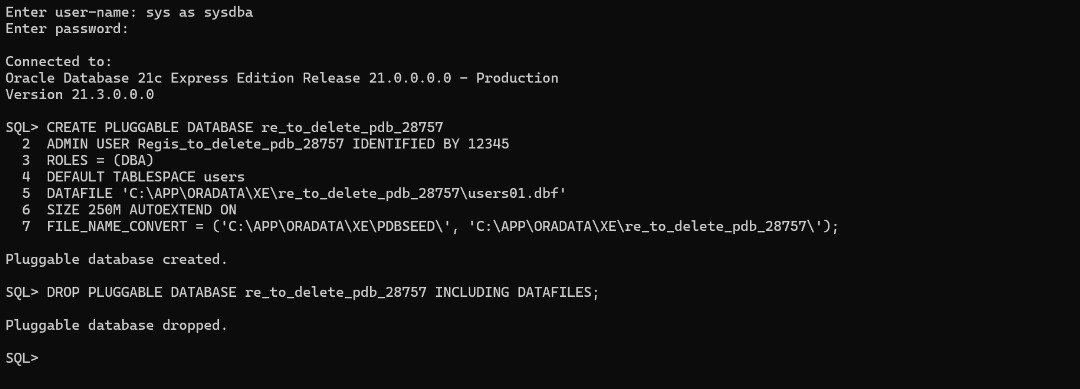 Enter user-name: sys as sysdba
Enter password:
Connected to:
Oracle Database 21c Express Edition Release 21.0.0.0.0 - Production
Version 21.3.0.0.0
SQL> CREATE PLUGGABLE DATABASE re_to_delete_pdb_28757
  2  ADMIN USER Regis_to_delete_pdb_28757 IDENTIFIED BY 12345
  3  ROLES = (DBA)
  4  DEFAULT TABLESPACE users
  5  DATAFILE 'C:\APP\ORADATA\XE\re_to_delete_pdb_28757\users01.dbf'
  6  SIZE 250M AUTOEXTEND ON
  7  FILE_NAME_CONVERT = ('C:\APP\ORADATA\XE\PDBSEED\', 'C:\APP\ORADATA\XE\re_to_delete_pdb_28757\');
Pluggable database created.
SQL> DROP PLUGGABLE DATABASE re_to_delete_pdb_28757 INCLUDING DATAFILES;
Pluggable database dropped.
SQL>